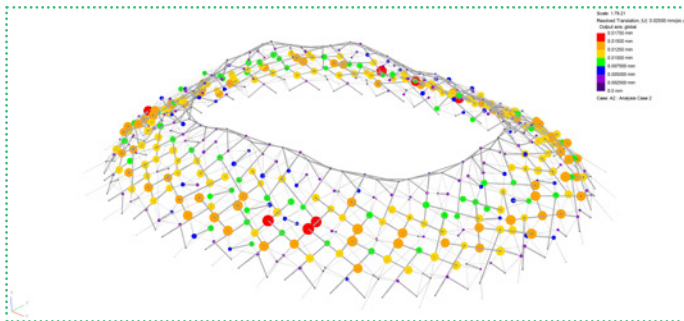 Scale: 1:79.21
Resolved Translation, |U|: 0.02500 mm/pic.
Output axis: global
0.01750 mm
0.01500 mm
0.01250 mm
0.01000 mm
0.007500 mm
0.005000 mm
0.002500 mm
0.0 mm
Case: A2 : Analysis Case 2